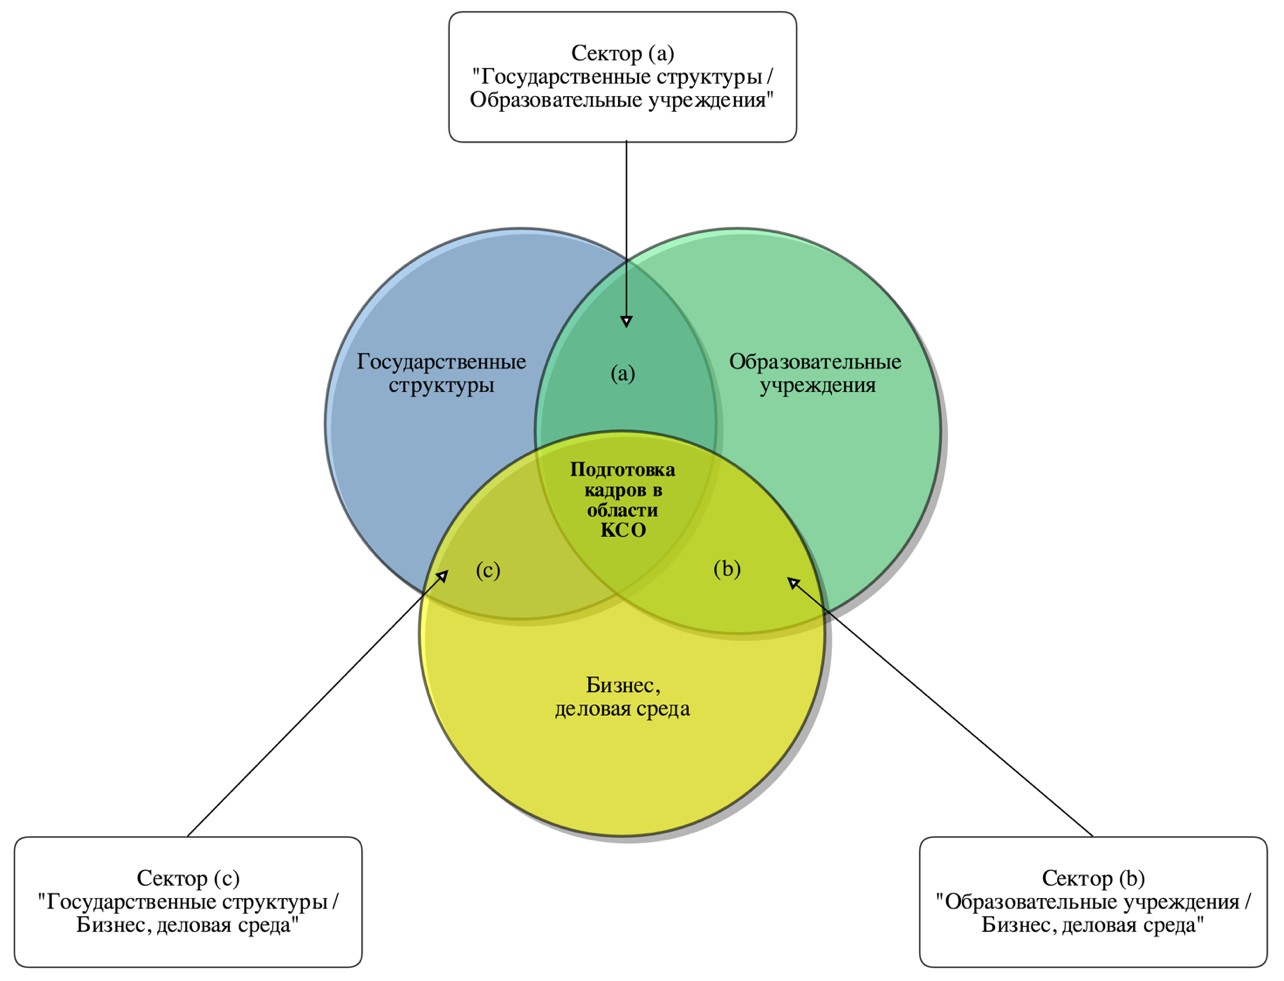 Сектор (a)
"Государственные структуры /
Образовательные учреждения"
Государственные
структуры
(a)
Образовательные
учреждения
Подготовка
кадров в
области
КСО
(c)
(b)
Бизнес,
деловая среда
Сектор (c)
"Государственные структуры /
Бизнес, деловая среда"
Сектор (b)
"Образовательные учреждения /
Бизнес, деловая среда"